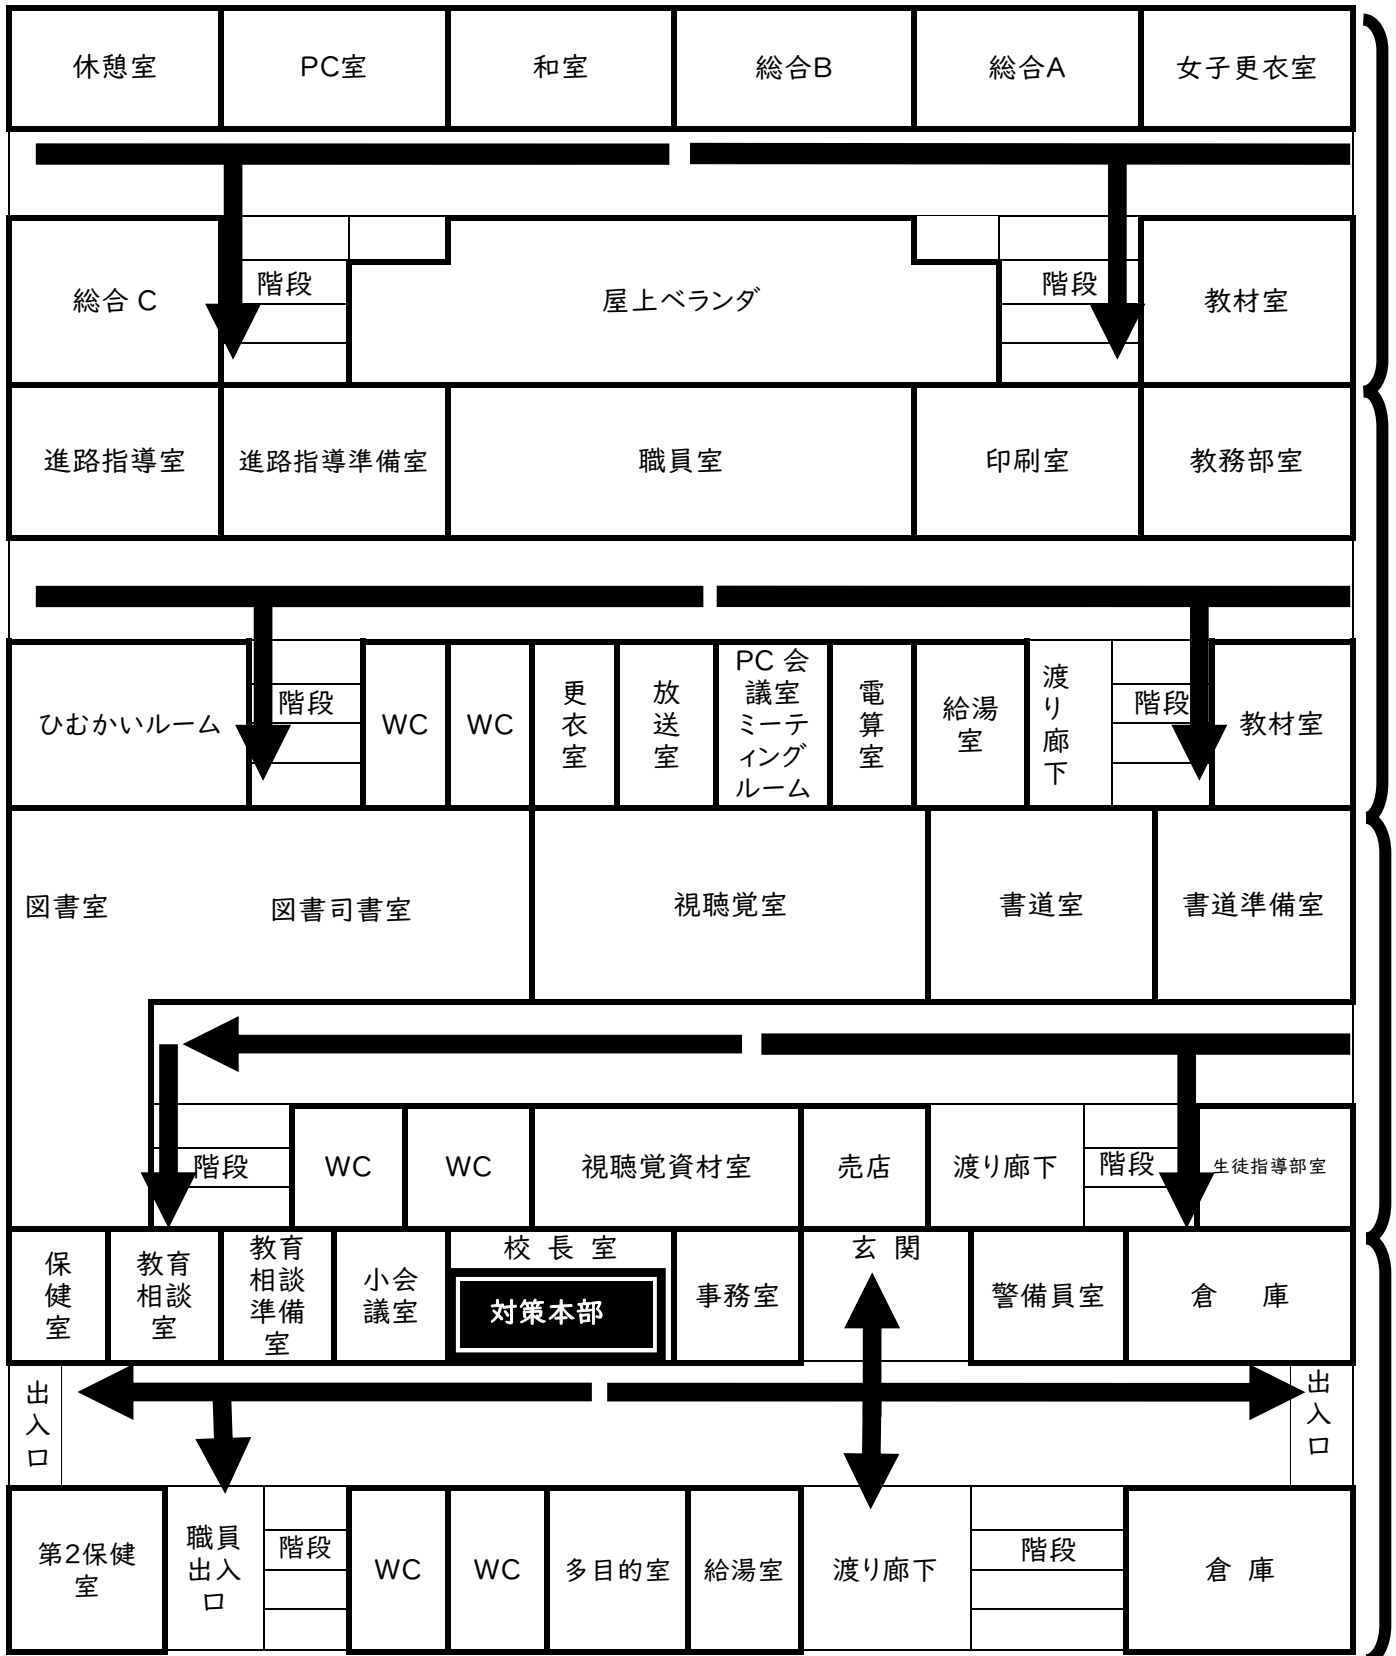 休憩室
PC室
和室
総合B
総合A
女子更衣室
総合 C
階段
屋上ベランダ
階段
教材室
進路指導室
進路指導準備室
職員室
印刷室
教務部室
ひむかいルーム
階段
WC
WC
更
衣
室
放
送
室
PC 会
議室
ミーテ
ィング
ルーム
電
算
室
給湯
室
渡
り
廊
下
階段
教材室
図書室
図書司書室
視聴覚室
書道室
書道準備室
階段
WC
WC
視聴覚資材室
売店
渡り廊下
階段
生徒指導部室
保
健
室
教育
相談
室
教育
相談
準備
室
小会
議室
校 長 室
対策本部
事務室
玄 関
警備員室
倉 庫
出
入
口
出
入
口
第2保健
室
職員
出入
口
階段
WC
WC
多目的室
給湯室
渡り廊下
階段
倉 庫